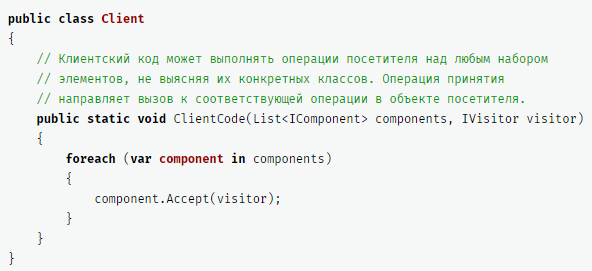 public class Client
{
    // Клиентский код может выполнять операции посетителя над любым набором
    // элементов, не выясняя их конкретных классов. Операция принятия
    // направляет вызов к соответствующей операции в объекте посетителя.
    public static void ClientCode(List<IComponent> components, IVisitor visitor)
    {
        foreach (var component in components)
        {
            component.Accept(visitor);
        }
    }
}